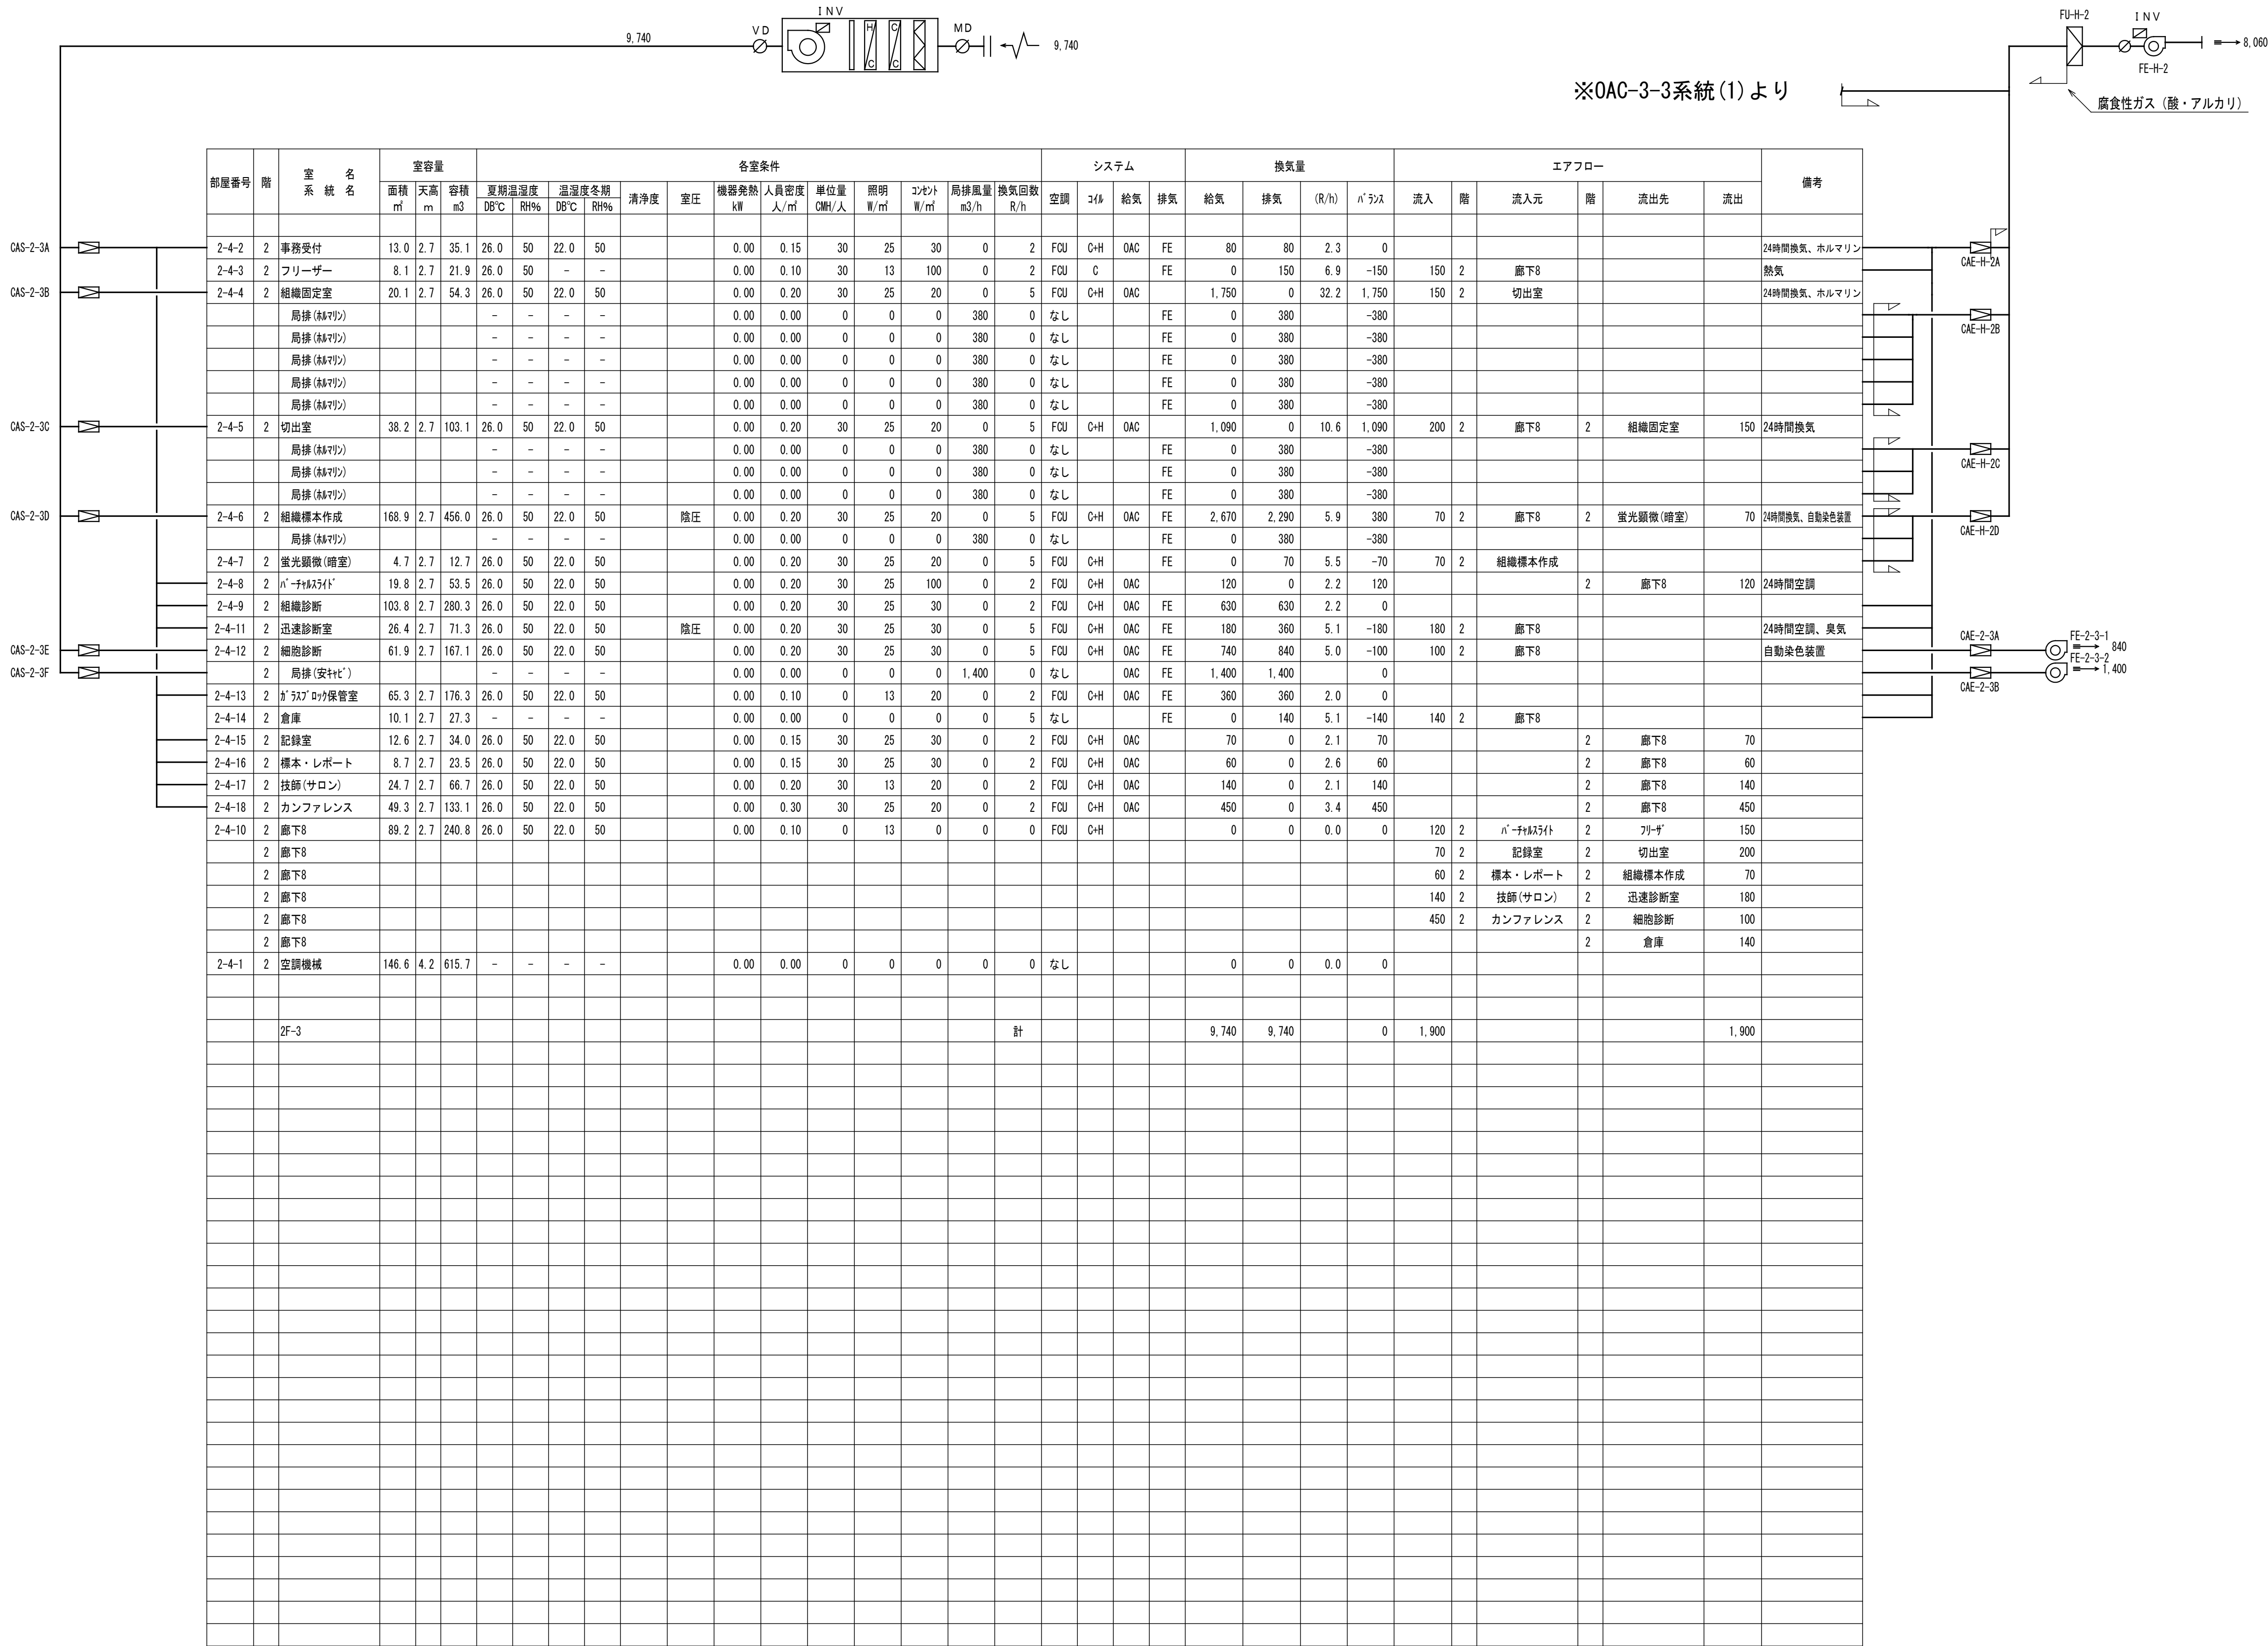 INV
VD
MD
9,740
9,740
FU-H-2
INV
8,060
FE-H-2
※OAC-3-3系統(1)より
腐食性ガス（酸・アルカリ）
部屋番号 階 室名 系統名 室容量 各室条件 システム 換気量 エアフロー 備考
面積 天高 容積 夏期温湿度 温湿度冬期 清浄度 室圧 機器発熱 人員密度 単位量 照明 ｺﾝｾﾝﾄ 局排風量 換気回数 空調 ｺｲﾙ 給気 排気 給気 排気 (R/h) ﾊﾞﾗﾝｽ 流入 階 流入元 階 流出先 流出
㎡ m m3 DB℃ RH% DB℃ RH% kW 人/㎡ CMH/人 W/㎡ W/㎡ m3/h R/h
CAS-2-3A 2-4-2 2 事務受付 13.0 2.7 35.1 26.0 50 22.0 50 0.00 0.15 30 25 30 0 2 FCU C+H OAC FE 80 80 2.3 0 24時間換気、ホルマリン
CAE-H-2A
2-4-3 2 フリーザー 8.1 2.7 21.9 26.0 50 - - 0.00 0.10 30 13 100 0 2 FCU C FE 0 150 6.9 -150 150 2 廊下8 熱気
CAS-2-3B 2-4-4 2 組織固定室 20.1 2.7 54.3 26.0 50 22.0 50 0.00 0.20 30 25 20 0 5 FCU C+H OAC 1,750 0 32.2 1,750 150 2 切出室 24時間換気、ホルマリン
局排(ﾎﾙﾏﾘﾝ) - - - - 0.00 0.00 0 0 0 380 0 なし FE 0 380 -380
CAE-H-2B
局排(ﾎﾙﾏﾘﾝ) - - - - 0.00 0.00 0 0 0 380 0 なし FE 0 380 -380
局排(ﾎﾙﾏﾘﾝ) - - - - 0.00 0.00 0 0 0 380 0 なし FE 0 380 -380
局排(ﾎﾙﾏﾘﾝ) - - - - 0.00 0.00 0 0 0 380 0 なし FE 0 380 -380
局排(ﾎﾙﾏﾘﾝ) - - - - 0.00 0.00 0 0 0 380 0 なし FE 0 380 -380
CAS-2-3C 2-4-5 2 切出室 38.2 2.7 103.1 26.0 50 22.0 50 0.00 0.20 30 25 20 0 5 FCU C+H OAC 1,090 0 10.6 1,090 200 2 廊下8 2 組織固定室 150 24時間換気
局排(ﾎﾙﾏﾘﾝ) - - - - 0.00 0.00 0 0 0 380 0 なし FE 0 380 -380
CAE-H-2C
局排(ﾎﾙﾏﾘﾝ) - - - - 0.00 0.00 0 0 0 380 0 なし FE 0 380 -380
局排(ﾎﾙﾏﾘﾝ) - - - - 0.00 0.00 0 0 0 380 0 なし FE 0 380 -380
CAS-2-3D 2-4-6 2 組織標本作成 168.9 2.7 456.0 26.0 50 22.0 50 陰圧 0.00 0.20 30 25 20 0 5 FCU C+H OAC FE 2,670 2,290 5.9 380 70 2 廊下8 2 蛍光顕微(暗室) 70 24時間換気、自動染色装置
CAE-H-2D
局排(ﾎﾙﾏﾘﾝ) - - - - 0.00 0.00 0 0 0 380 0 なし FE 0 380 -380
2-4-7 2 蛍光顕微(暗室) 4.7 2.7 12.7 26.0 50 22.0 50 0.00 0.20 30 25 20 0 5 FCU C+H FE 0 70 5.5 -70 70 2 組織標本作成
2-4-8 2 ﾊﾞｰﾁｬﾙｽﾗｲﾄﾞ 19.8 2.7 53.5 26.0 50 22.0 50 0.00 0.20 30 25 100 0 2 FCU C+H OAC 120 0 2.2 120 2 廊下8 120 24時間空調
2-4-9 2 組織診断 103.8 2.7 280.3 26.0 50 22.0 50 0.00 0.20 30 25 30 0 2 FCU C+H OAC FE 630 630 2.2 0
2-4-11 2 迅速診断室 26.4 2.7 71.3 26.0 50 22.0 50 陰圧 0.00 0.20 30 25 30 0 5 FCU C+H OAC FE 180 360 5.1 -180 180 2 廊下8 24時間空調、臭気
CAS-2-3E 2-4-12 2 細胞診断 61.9 2.7 167.1 26.0 50 22.0 50 0.00 0.20 30 25 30 0 5 FCU C+H OAC FE 740 840 5.0 -100 100 2 廊下8 自動染色装置 CAE-2-3A FE-2-3-1 840
CAS-2-3F 2 局排(安ｷｬﾋﾞ) - - - - 0.00 0.00 0 0 0 1,400 0 なし OAC FE 1,400 1,400 0 CAE-2-3B FE-2-3-2 1,400
2-4-13 2 ｶﾞﾗｽﾌﾞﾛｯｸ保管室 65.3 2.7 176.3 26.0 50 22.0 50 0.00 0.10 0 13 20 0 2 FCU C+H OAC FE 360 360 2.0 0
2-4-14 2 倉庫 10.1 2.7 27.3 - - - - 0.00 0.00 0 0 0 0 5 なし FE 0 140 5.1 -140 140 2 廊下8
2-4-15 2 記録室 12.6 2.7 34.0 26.0 50 22.0 50 0.00 0.15 30 25 30 0 2 FCU C+H OAC 70 0 2.1 70 2 廊下8 70
2-4-16 2 標本・レポート 8.7 2.7 23.5 26.0 50 22.0 50 0.00 0.15 30 25 30 0 2 FCU C+H OAC 60 0 2.6 60 2 廊下8 60
2-4-17 2 技師(サロン) 24.7 2.7 66.7 26.0 50 22.0 50 0.00 0.20 30 13 20 0 2 FCU C+H OAC 140 0 2.1 140 2 廊下8 140
2-4-18 2 カンファレンス 49.3 2.7 133.1 26.0 50 22.0 50 0.00 0.30 30 25 20 0 2 FCU C+H OAC 450 0 3.4 450 2 廊下8 450
2-4-10 2 廊下8 89.2 2.7 240.8 26.0 50 22.0 50 0.00 0.10 0 13 0 0 0 FCU C+H 0 0 0.0 0 120 2 ﾊﾞｰﾁｬﾙｽﾗｲﾄ 2 ﾌﾘｰｻﾞ 150
2 廊下8 70 2 記録室 2 切出室 200
2 廊下8 60 2 標本・レポート 2 組織標本作成 70
2 廊下8 140 2 技師(サロン) 2 迅速診断室 180
2 廊下8 450 2 カンファレンス 2 細胞診断 100
2 廊下8 2 倉庫 140
2-4-1 2 空調機械 146.6 4.2 615.7 - - - - 0.00 0.00 0 0 0 0 0 なし 0 0 0.0 0
2F-3 計 9,740 9,740 0 1,900 1,900